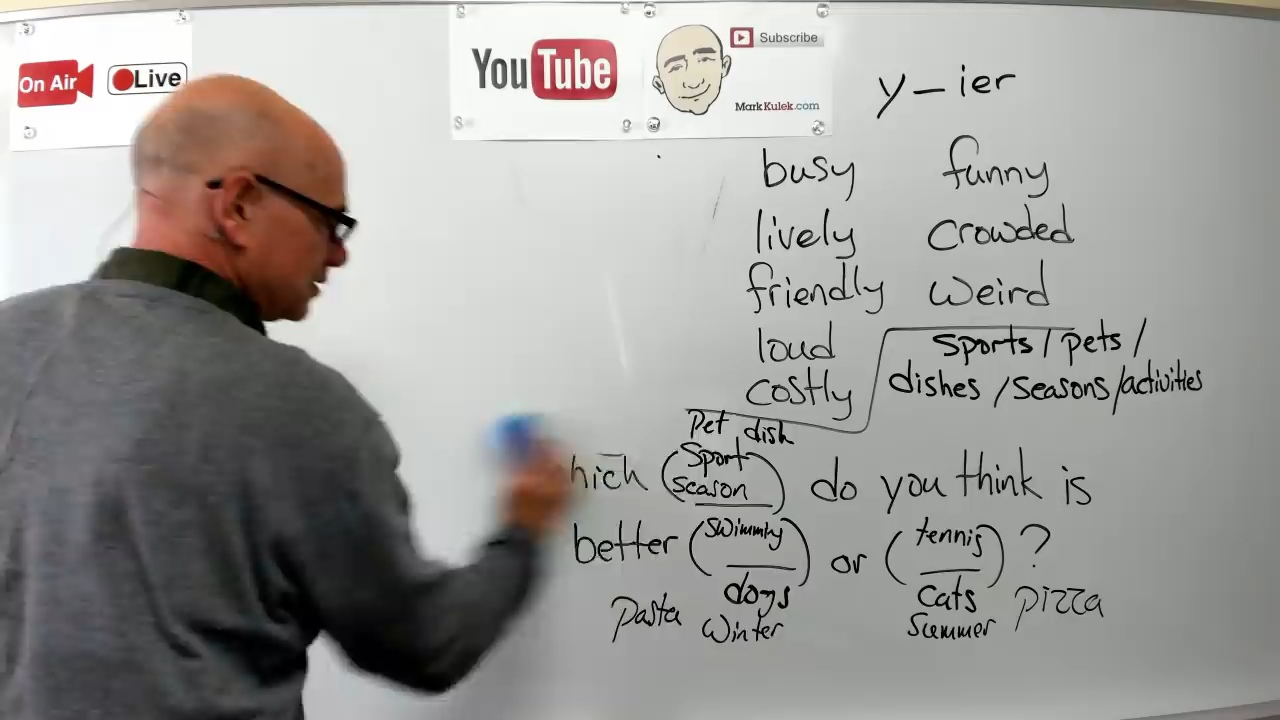 On Air
Live
YouTube
Subscribe
MarkKulek.com
y – ier
busy funny
lively crowded
friendly weird
loud
costly
sports / pets /
dishes / seasons / activities
pet dish
sport
season
hich ( ) do you think is
better ( swimming ) or ( tennis ) ?
dogs cats
pasta winter summer pizza